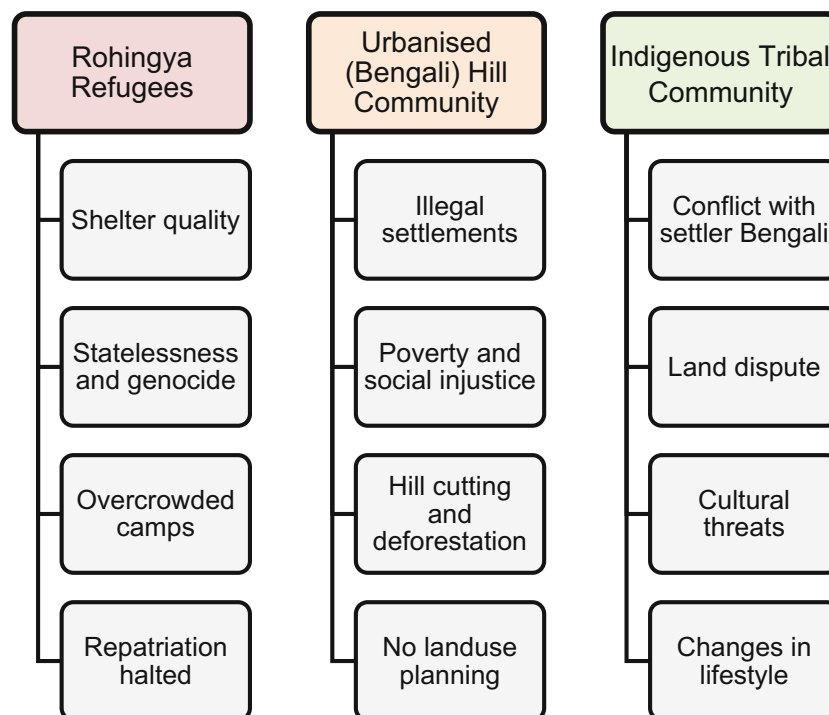 Rohingya
Refugees
Shelter quality
Statelessness
and genocide
Overcrowded
camps
Repatriation
halted
Urbanised
(Bengali) Hill
Community
Illegal
settlements
Poverty and
social injustice
Hill cutting
and
deforestation
No landuse
planning
Indigenous Tribal
Community
Conflict with
settler Bengali
Land dispute
Cultural
threats
Changes in
lifestyle